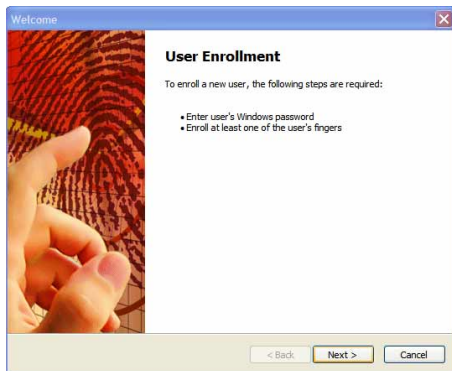 Welcome
User Enrollment
To enroll a new user, the following steps are required:
• Enter user's Windows password
• Enroll at least one of the user's fingers
< Back Next > Cancel